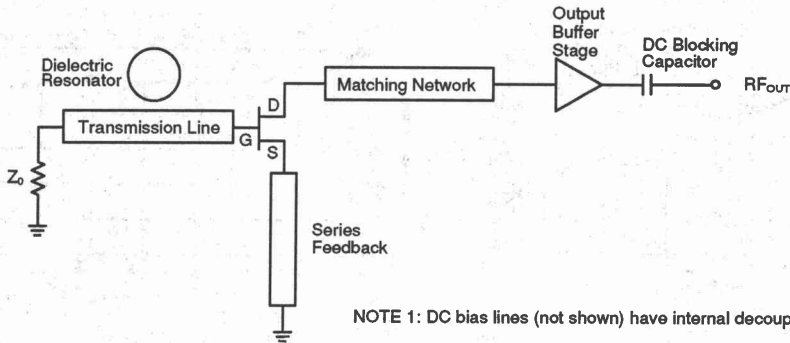 Output
Buffer
Stage
DC Blocking
Capacitor
Dielectric
Resonator
D
Matching Network
RFOUT
Transmission Line
G
S
Z0
Series
Feedback
NOTE 1: DC bias lines (not shown) have internal decoup